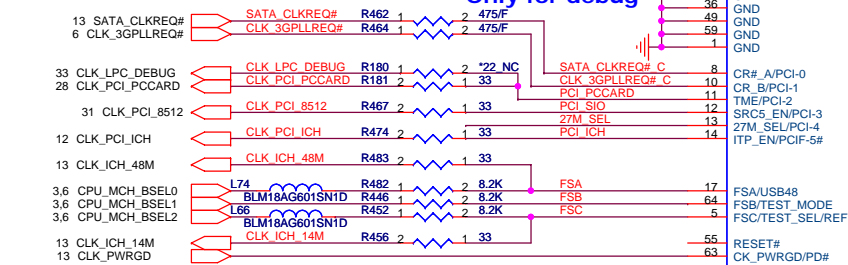 Only for debug
36 GND
13 SATA_CLKREQ# SATA_CLKREQ# R462 1 2 475/F 49 GND
6 CLK_3GPLLREQ# CLK_3GPLLREQ# R464 1 2 475/F 59 GND
1 GND
33 CLK_LPC_DEBUG CLK_LPC_DEBUG R180 2 1 *22_NC SATA_CLKREQ#_C 8 CR#_A/PCI-0
28 CLK_PCI_PCCARD CLK_PCI_PCCARD R181 2 1 33 CLK_3GPLLREQ#_C 10 CR_B/PCI-1
PCI_PCCARD 11 TME/PCI-2
31 CLK_PCI_8512 CLK_PCI_8512 R467 2 1 33 PCI_SIO 12 SRC5_EN/PCI-3
27M_SEL 13 27M_SEL/PCI-4
12 CLK_PCI_ICH CLK_PCI_ICH R474 2 1 33 PCI_ICH 14 ITP_EN/PCIF-5#
13 CLK_ICH_48M CLK_ICH_48M R483 2 1 33
3,6 CPU_MCH_BSEL0 L74 R482 1 2 8.2K FSA 17 FSA/USB48
3,6 CPU_MCH_BSEL1 BLM18AG601SN1D R446 1 2 8.2K FSB 64 FSB/TEST_MODE
3,6 CPU_MCH_BSEL2 L66 R452 1 2 8.2K FSC 5 FSC/TEST_SEL/REF
BLM18AG601SN1D
13 CLK_ICH_14M CLK_ICH_14M R456 2 1 33 55 RESET#
13 CLK_PWRGD 63 CK_PWRGD/PD#